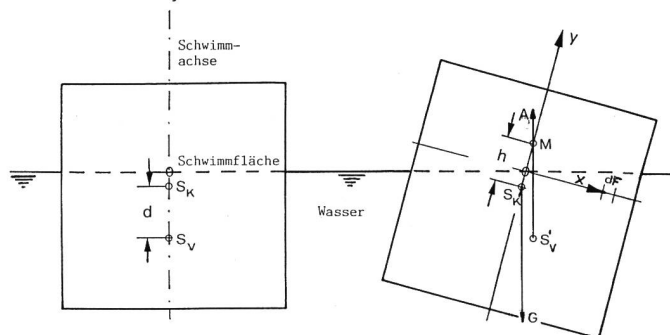 Schwimm-
achse
Schwimmfläche
S_K
d
S_V
Wasser
y
A
M
h
x
dF
S_K
S'_V
G